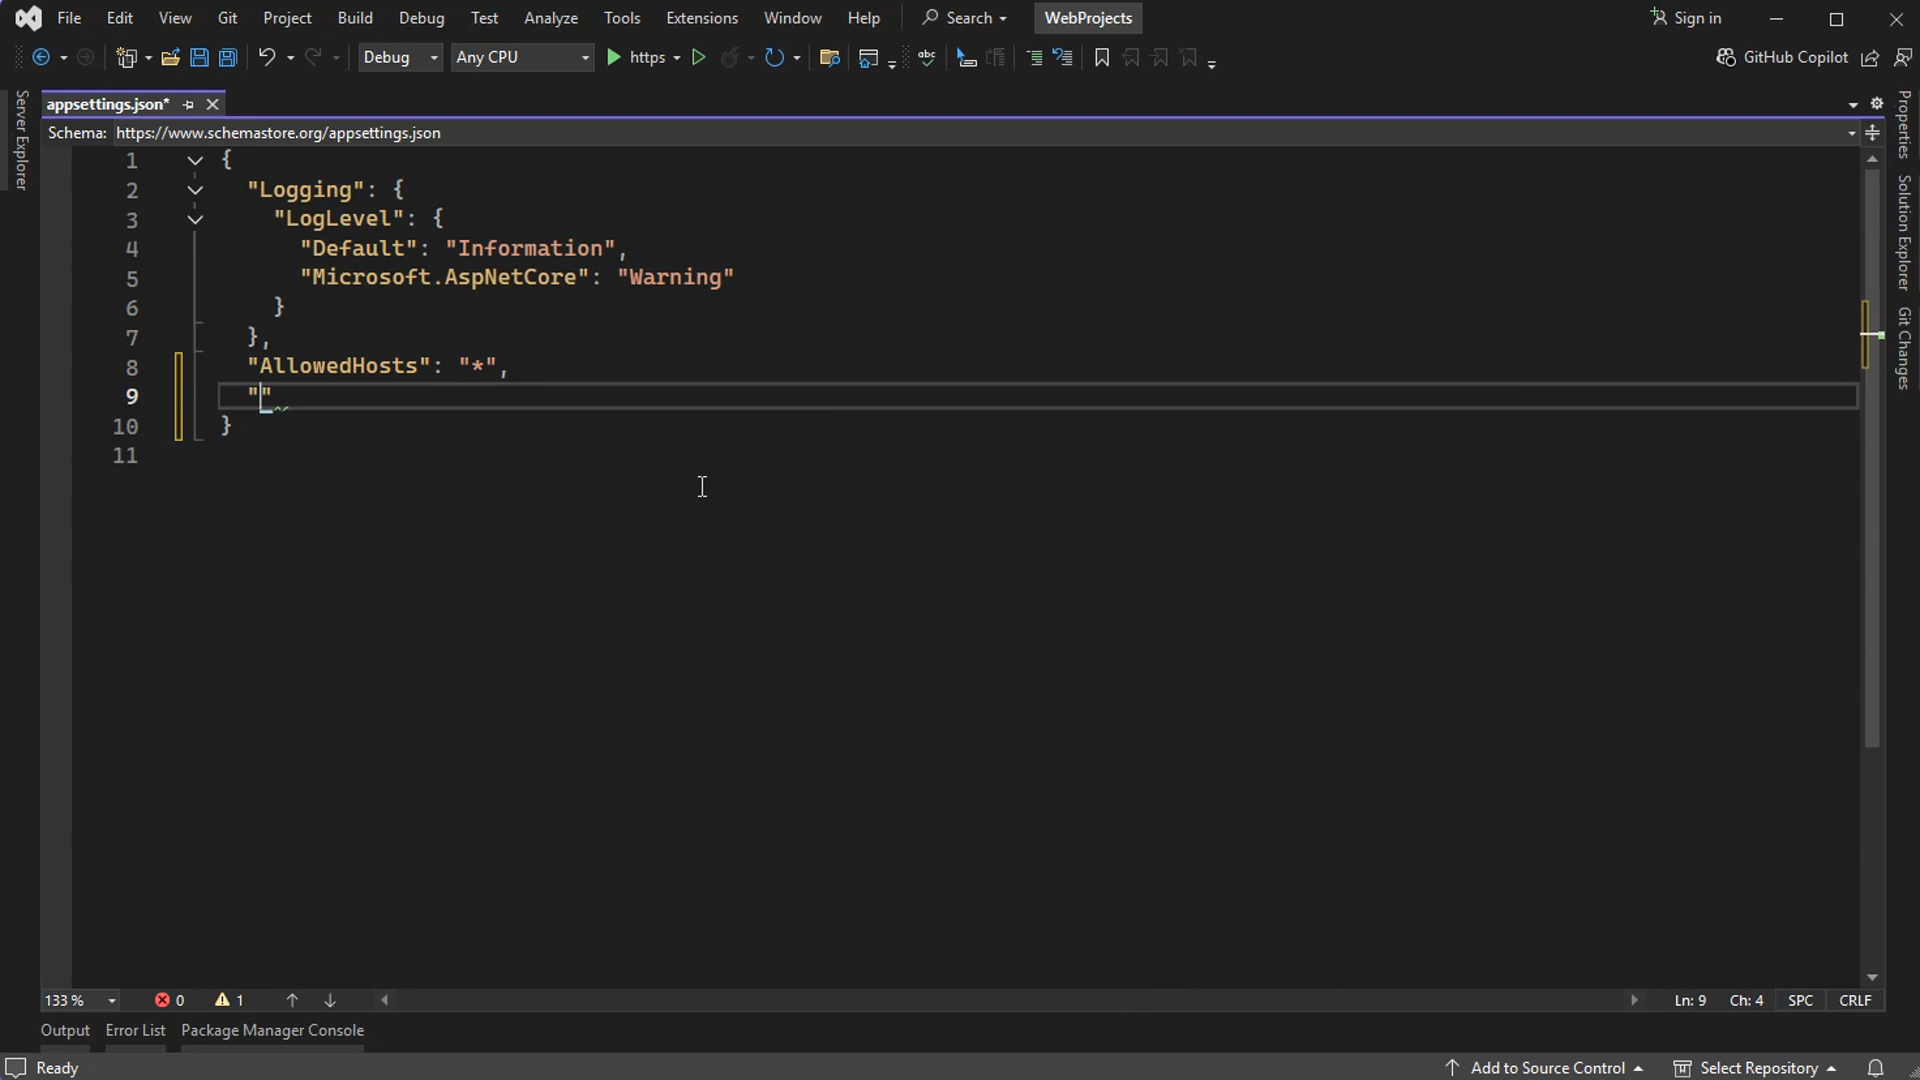 File Edit View Git Project Build Debug Test Analyze Tools Extensions Window Help Search WebProjects Sign in
Debug Any CPU https abc GitHub Copilot
Server Explorer
appsettings.json*
Schema: https://www.schemastore.org/appsettings.json
1 {
2 "Logging": {
3 "LogLevel": {
4 "Default": "Information",
5 "Microsoft.AspNetCore": "Warning"
6 }
7 },
8 "AllowedHosts": "*",
9 ""
10 }
11
Properties
Solution Explorer
Git Changes
133 % 0 1 Ln: 9 Ch: 4 SPC CRLF
Output Error List Package Manager Console
Ready Add to Source Control Select Repository